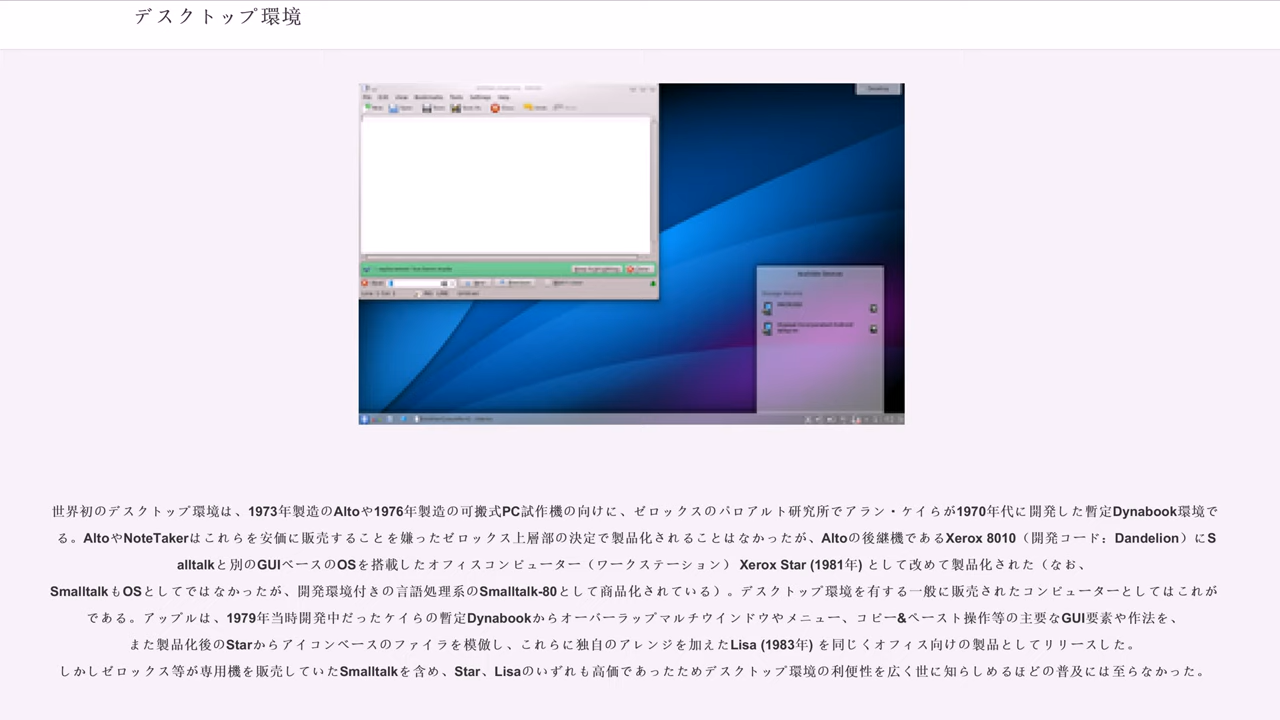 デスクトップ環境
世界初のデスクトップ環境は、1973年製造のAltoや1976年製造の可搬式PC試作機の向けに、ゼロックスのパロアルト研究所でアラン・ケイらが1970年代に開発した暫定Dynabook環境で
る。AltoやNoteTakerはこれらを安価に販売することを嫌ったゼロックス上層部の決定で製品化されることはなかったが、Altoの後継機であるXerox 8010（開発コード：Dandelion）にS
alltalkと別のGUIベースのOSを搭載したオフィスコンピューター（ワークステーション） Xerox Star (1981年) として改めて製品化された（なお、
SmalltalkもOSとしてではなかったが、開発環境付きの言語処理系のSmalltalk-80として商品化されている）。デスクトップ環境を有する一般に販売されたコンピューターとしてはこれが
である。アップルは、1979年当時開発中だったケイらの暫定Dynabookからオーバーラップマルチウインドウやメニュー、コピー&ペースト操作等の主要なGUI要素や作法を、
また製品化後のStarからアイコンベースのファイラを模倣し、これらに独自のアレンジを加えたLisa (1983年) を同じくオフィス向けの製品としてリリースした。
しかしゼロックス等が専用機を販売していたSmalltalkを含め、Star、Lisaのいずれも高価であったためデスクトップ環境の利便性を広く世に知らしめるほどの普及には至らなかった。